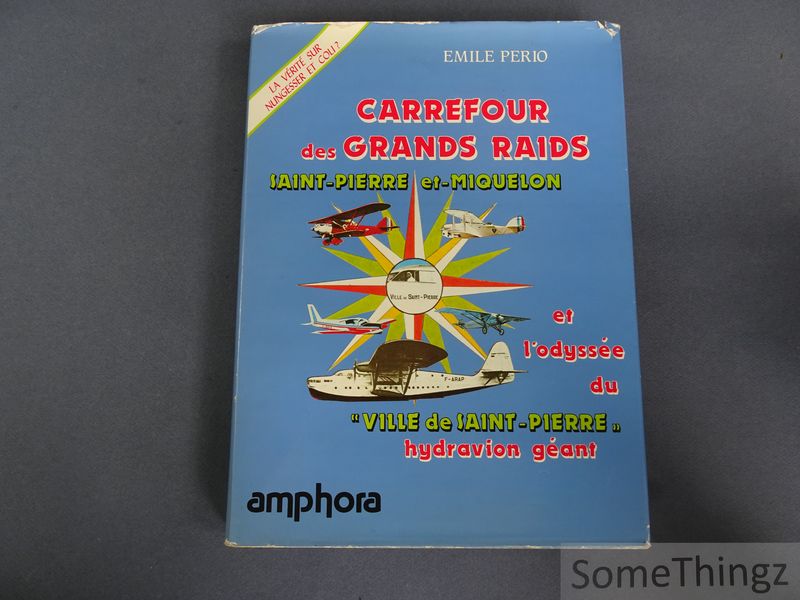 LA VÉRITÉ SUR
NUNGESSER ET COLI?
EMILE PERIO
CARREFOUR
des GRANDS RAIDS
SAINT-PIERRE et-MIQUELON
VILLE DE SAINT-PIERRE
et
l'odyssée
F-ARAP
du
"VILLE de SAINT-PIERRE"
hydravion géant
amphora
SomeThingz